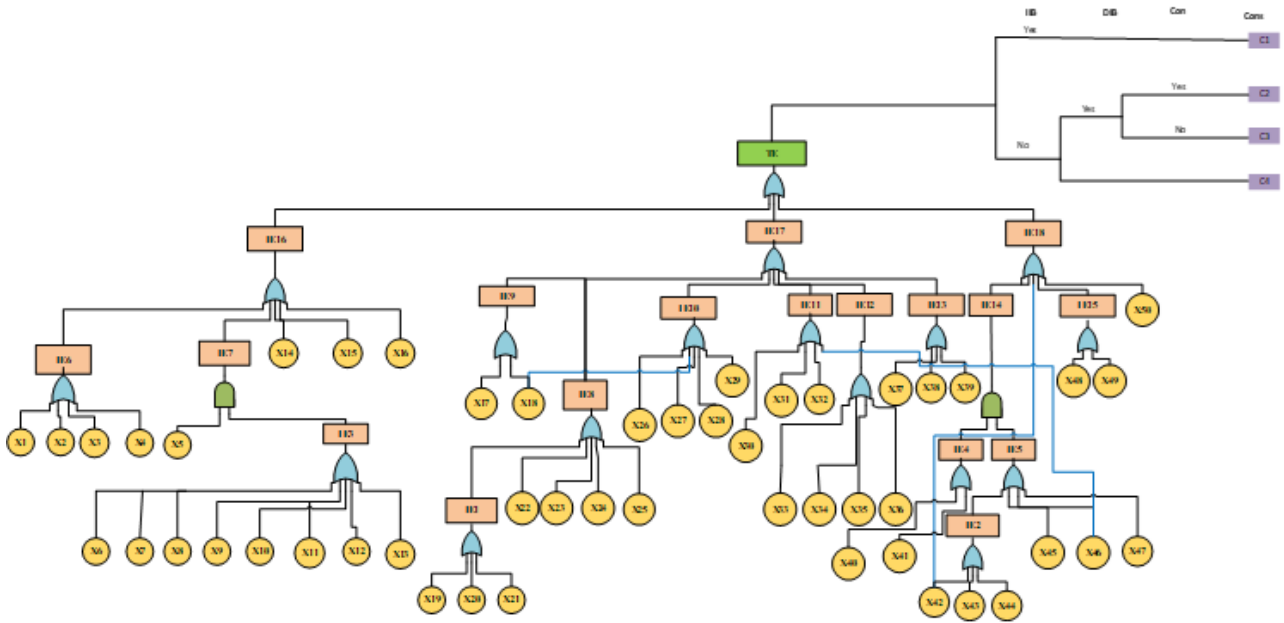 IIB DIB Con Cons
Yes
C1
Yes
C2
Yes
No
C3
No
C4
TE
IE16 IE17 IE18
IE9 IE11 IE12 IE13 IE14 X50
IE6 IE7 X14 X15 X16
X29 X48 X49
X17 X18 IE8 X26 X27 X28 X30 X31 X32 X37 X38 X39
X1 X2 X3 X4 X5 IE3
IE4 IE5
IE1 X22 X23 X24 X25 X33 X34 X35 X36 IE2
X6 X7 X8 X9 X10 X11 X12 X13 X40 X41 X45 X46 X47
X19 X20 X21 X42 X43 X44